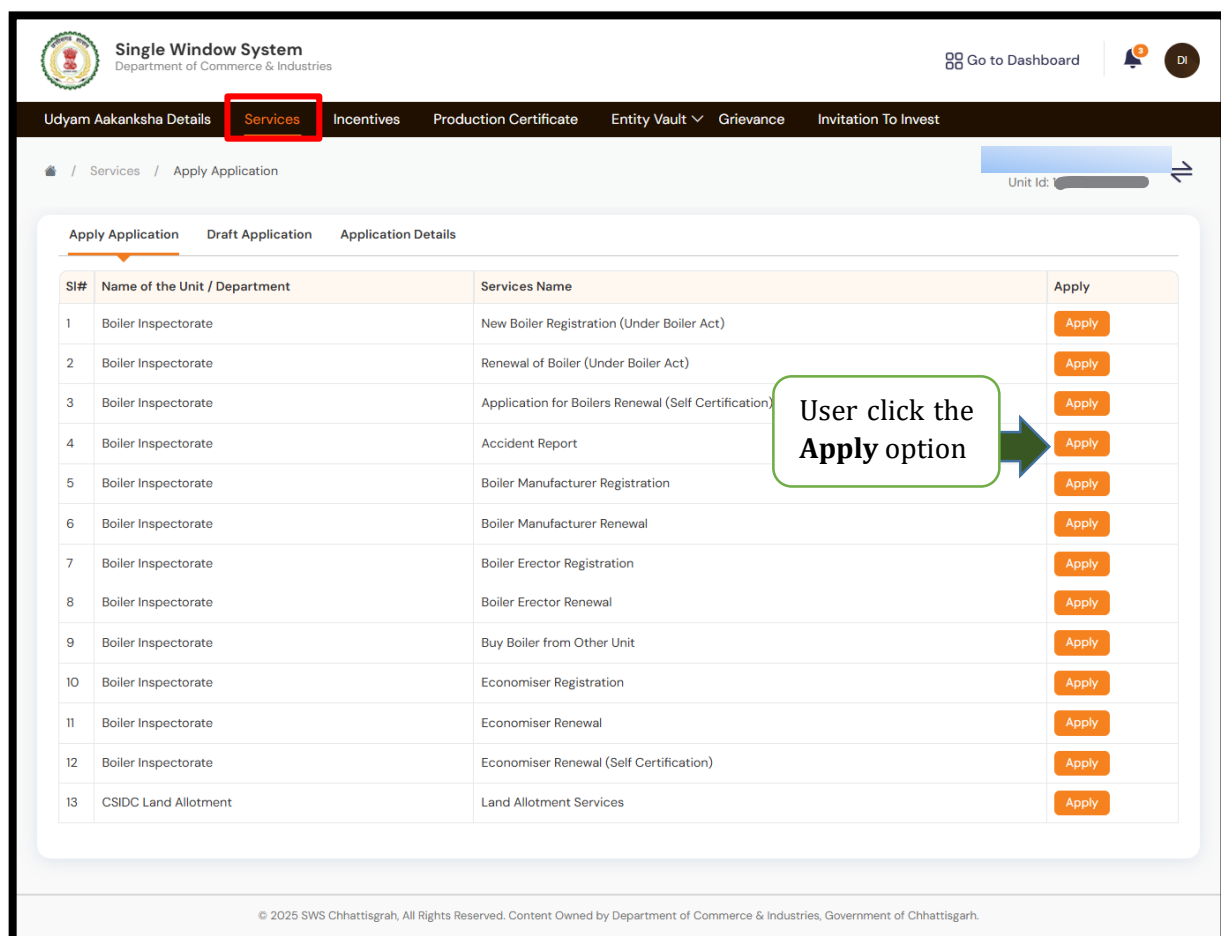 Single Window System
Department of Commerce & Industries
Go to Dashboard
3
DI
Udyam Aakanksha Details Services Incentives Production Certificate Entity Vault Grievance Invitation To Invest
/ Services / Apply Application
Unit Id:
Apply Application Draft Application Application Details
Sl# Name of the Unit / Department Services Name Apply
1 Boiler Inspectorate New Boiler Registration (Under Boiler Act) Apply
2 Boiler Inspectorate Renewal of Boiler (Under Boiler Act) Apply
3 Boiler Inspectorate Application for Boilers Renewal (Self Certification) Apply
4 Boiler Inspectorate Accident Report Apply
User click the
Apply option
5 Boiler Inspectorate Boiler Manufacturer Registration Apply
6 Boiler Inspectorate Boiler Manufacturer Renewal Apply
7 Boiler Inspectorate Boiler Erector Registration Apply
8 Boiler Inspectorate Boiler Erector Renewal Apply
9 Boiler Inspectorate Buy Boiler from Other Unit Apply
10 Boiler Inspectorate Economiser Registration Apply
11 Boiler Inspectorate Economiser Renewal Apply
12 Boiler Inspectorate Economiser Renewal (Self Certification) Apply
13 CSIDC Land Allotment Land Allotment Services Apply
© 2025 SWS Chhattisgrah, All Rights Reserved. Content Owned by Department of Commerce & Industries, Government of Chhattisgarh.